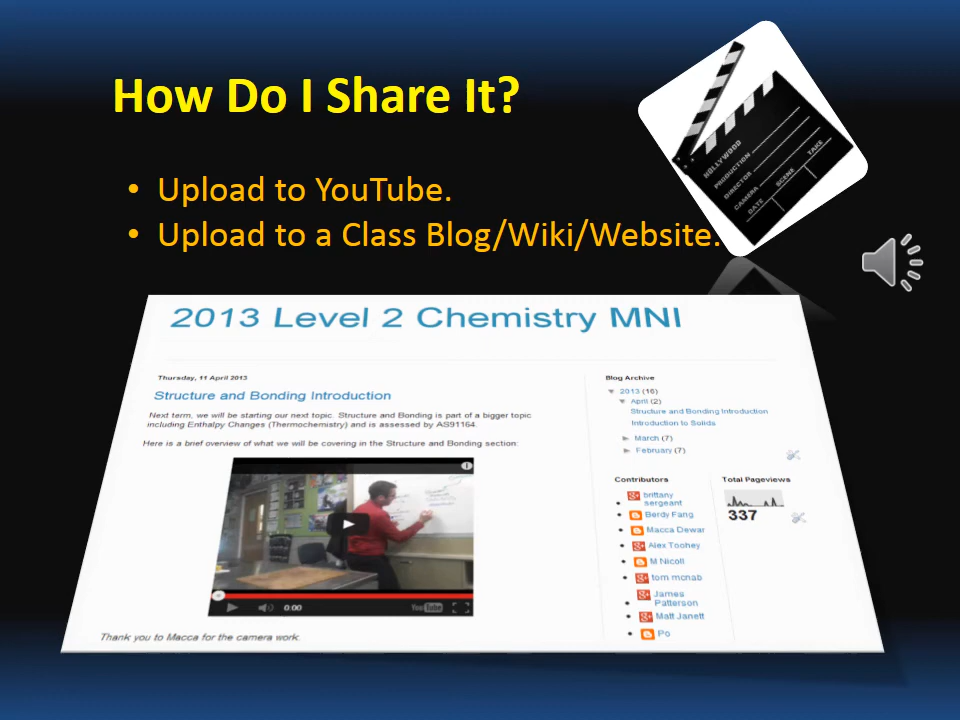 How Do I Share It?
HOLLYWOOD
PRODUCTION
DIRECTOR
CAMERA
DATE
SCENE
TAKE
• Upload to YouTube.
• Upload to a Class Blog/Wiki/Website.
2013 Level 2 Chemistry MNI
Thursday, 11 April 2013
Structure and Bonding Introduction
Next term, we will be starting our next topic. Structure and Bonding is part of a bigger topic
including Enthalpy Changes (Thermochemistry) and is assessed by AS91164.
Here is a brief overview of what we will be covering in the Structure and Bonding section:
0:00
YouTube
Thank you to Macca for the camera work.
Blog Archive
▼ 2013 (16)
▼ April (2)
Structure and Bonding Introduction
Introduction to Solids
► March (7)
► February (7)
Contributors
brittany
sergeant
Berdy Fang
Macca Dewar
Alex Toohey
M Nicoll
tom mcnab
James
Patterson
Matt Janett
Po
Total Pageviews
337